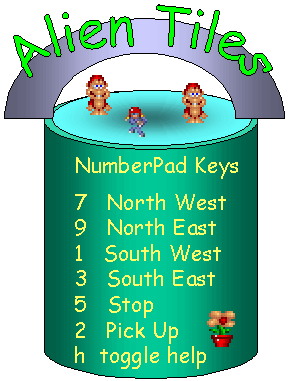 Alien Tiles
NumberPad Keys
7 North West
9 North East
1 South West
3 South East
5 Stop
2 Pick Up
h toggle help